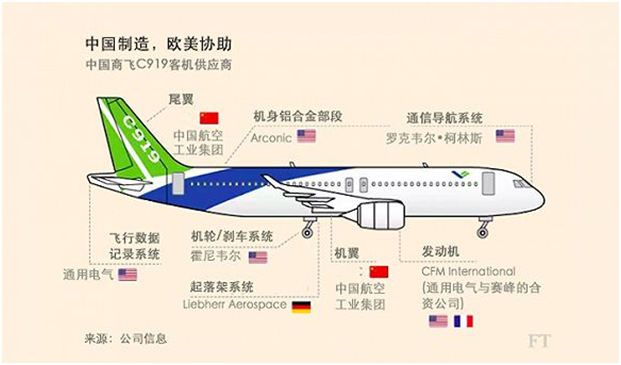 中国制造，欧美协助
中国商飞C919客机供应商
尾翼
中国航空
工业集团
机身铝合金部段
Arconic
通信导航系统
罗克韦尔•柯林斯
C919
飞行数据
记录系统
通用电气
机轮/刹车系统
霍尼韦尔
起落架系统
Liebherr Aerospace
机翼
：
中国航空
工业集团
发动机
CFM International
(通用电气与赛峰的合
资公司)
来源：公司信息
FT